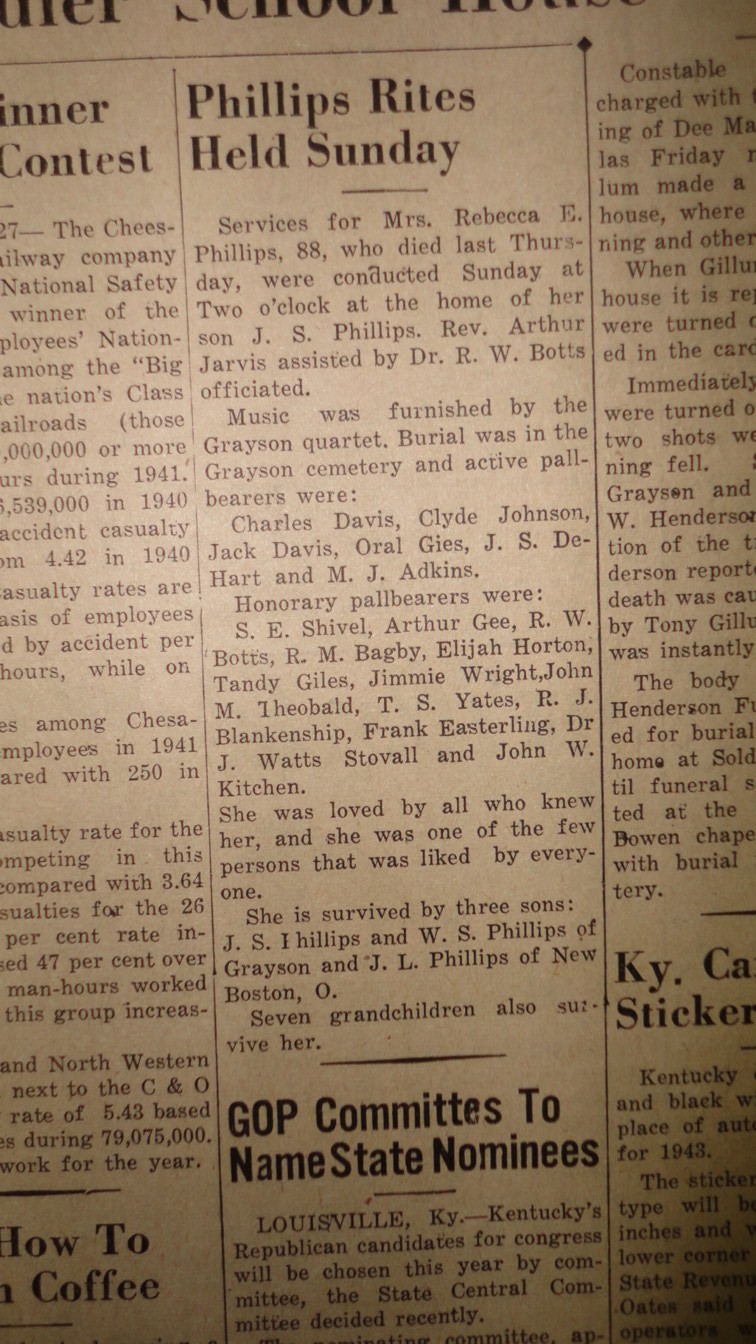 School House
inner
Contest
27— The Chees-
ailway company
National Safety
winner of the
ployees' Nation-
among the "Big
e nation's Class
ailroads (those
,000,000 or more
urs during 1941.
6,539,000 in 1940
accident casualty
om 4.42 in 1940
asualty rates are
asis of employees
d by accident per
hours, while on
es among Chesa-
mployees in 1941
ared with 250 in
asualty rate for the
ompeting in this
compared with 3.64
sualties for the 26
per cent rate in-
sed 47 per cent over
man-hours worked
this group increas-
and North Western
next to the C & O
rate of 5.43 based
es during 79,075,000.
work for the year.
How To
n Coffee
Phillips Rites
Held Sunday
Services for Mrs. Rebecca E.
Phillips, 88, who died last Thurs-
day, were conducted Sunday at
Two o'clock at the home of her
son J. S. Phillips. Rev. Arthur
Jarvis assisted by Dr. R. W. Botts
officiated.
Music was furnished by the
Grayson quartet. Burial was in the
Grayson cemetery and active pall-
bearers were:
Charles Davis, Clyde Johnson,
Jack Davis, Oral Gies, J. S. De-
Hart and M. J. Adkins.
Honorary pallbearers were:
S. E. Shivel, Arthur Gee, R. W.
Botts, R. M. Bagby, Elijah Horton,
Tandy Giles, Jimmie Wright,John
M. Theobald, T. S. Yates, R. J.
Blankenship, Frank Easterling, Dr
J. Watts Stovall and John W.
Kitchen.
She was loved by all who knew
her, and she was one of the few
persons that was liked by every-
one.
She is survived by three sons:
J. S. Phillips and W. S. Phillips of
Grayson and J. L. Phillips of New
Boston, O.
Seven grandchildren also sur-
vive her.
GOP Committes To
Name State Nominees
LOUISVILLE, Ky.—Kentucky's
Republican candidates for congress
will be chosen this year by com-
mittee, the State Central Com-
mittee decided recently.
committee, ap-
Constable
charged with t
ing of Dee Ma
las Friday n
lum made a
house, where
ning and other
When Gillu
house it is rep
were turned o
ed in the card
Immediately
were turned o
two shots we
ning fell. S
Grayson and
W. Henderson
tion of the t
derson reporte
death was cau
by Tony Gillu
was instantly
The body
Henderson Fu
ed for burial
home at Sold
til funeral s
ted at the
Bowen chape
with burial
tery.
Ky. Ca
Sticker
Kentucky
and black w
place of auto
for 1943.
The sticker
type will be
inches and w
lower corner
State Revenu
Oates said t
operators w